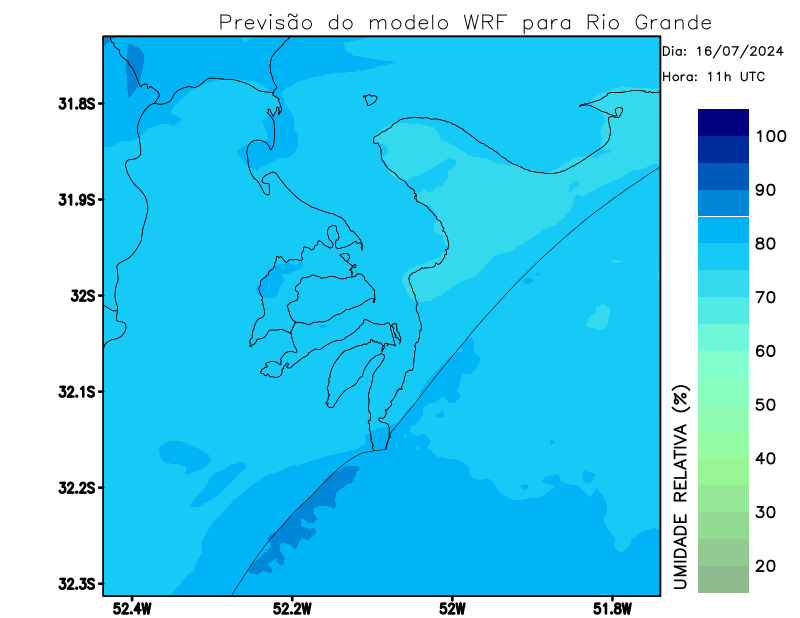 Previsão do modelo WRF para Rio Grande
Dia: 16/07/2024
Hora: 11h UTC
31.8S
31.9S
32S
32.1S
32.2S
32.3S
52.4W
52.2W
52W
51.8W
100
90
80
70
60
50
40
30
20
UMIDADE RELATIVA (%)